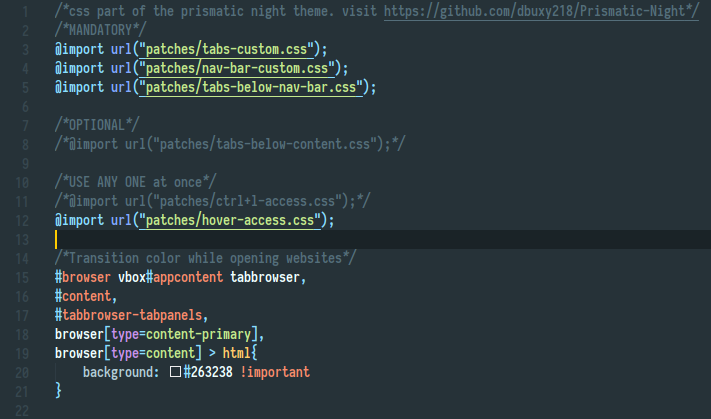 1 /*css part of the prismatic night theme. visit https://github.com/dbuxy218/Prismatic-Night*/
2 /*MANDATORY*/
3 @import url("patches/tabs-custom.css");
4 @import url("patches/nav-bar-custom.css");
5 @import url("patches/tabs-below-nav-bar.css");
6
7 /*OPTIONAL*/
8 /*@import url("patches/tabs-below-content.css");*/
9
10 /*USE ANY ONE at once*/
11 /*@import url("patches/ctrl+l-access.css");*/
12 @import url("patches/hover-access.css");
13
14 /*Transition color while opening websites*/
15 #browser vbox#appcontent tabbrowser,
16 #content,
17 #tabbrowser-tabpanels,
18 browser[type=content-primary],
19 browser[type=content] > html{
20 background: #263238 !important
21 }
22